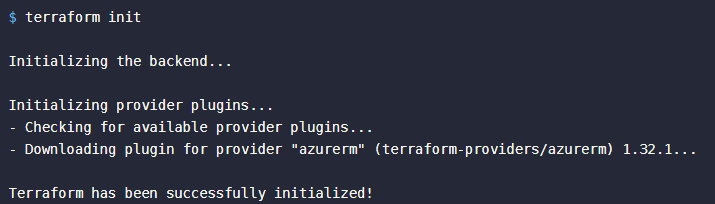 $ terraform init
Initializing the backend...
Initializing provider plugins...
- Checking for available provider plugins...
- Downloading plugin for provider "azurerm" (terraform-providers/azurerm) 1.32.1...
Terraform has been successfully initialized!